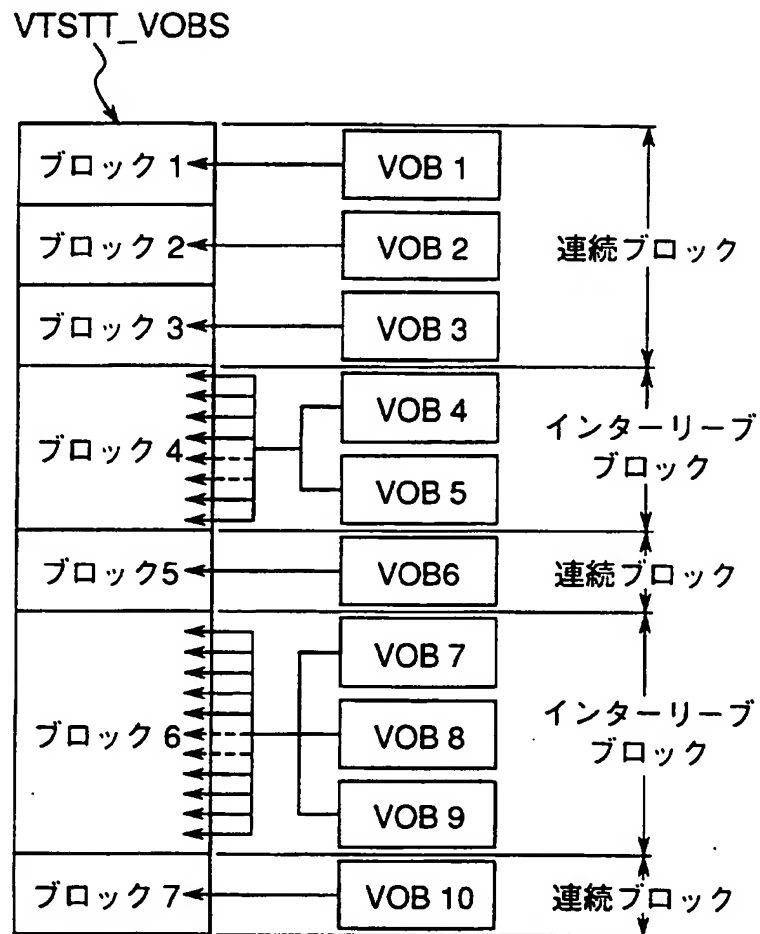 VTSTT_VOBS
ブロック 1
VOB 1
ブロック 2
VOB 2
連続ブロック
ブロック 3
VOB 3
ブロック 4
VOB 4
VOB 5
インターリーブ
ブロック
ブロック5
VOB6
連続ブロック
ブロック 6
VOB 7
VOB 8
VOB 9
インターリーブ
ブロック
ブロック 7
VOB 10
連続ブロック